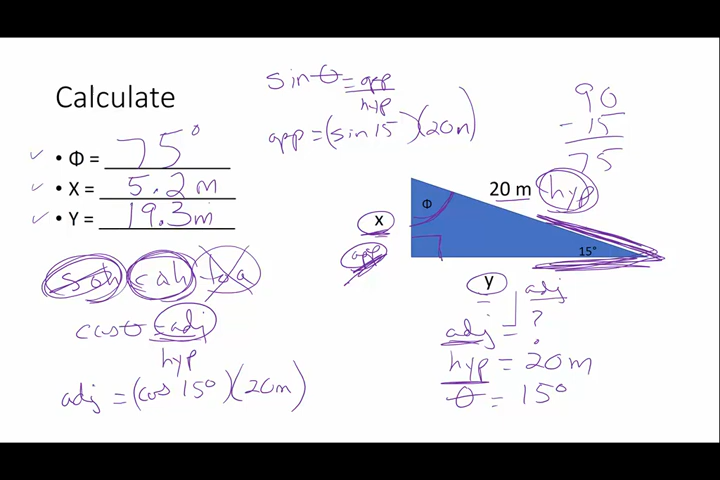 sin θ = opp
hyp
opp = (sin 15)(20m)
90
- 15
75
Calculate
• Φ = 75°
• X = 5.2 m
• Y = 19.3 m
20 m hyp
Φ
x
opp
15°
y
adj
?
soh cah toa
cos θ = adj
hyp
adj = (cos 15°)(20m)
adj =
hyp = 20m
θ = 15°